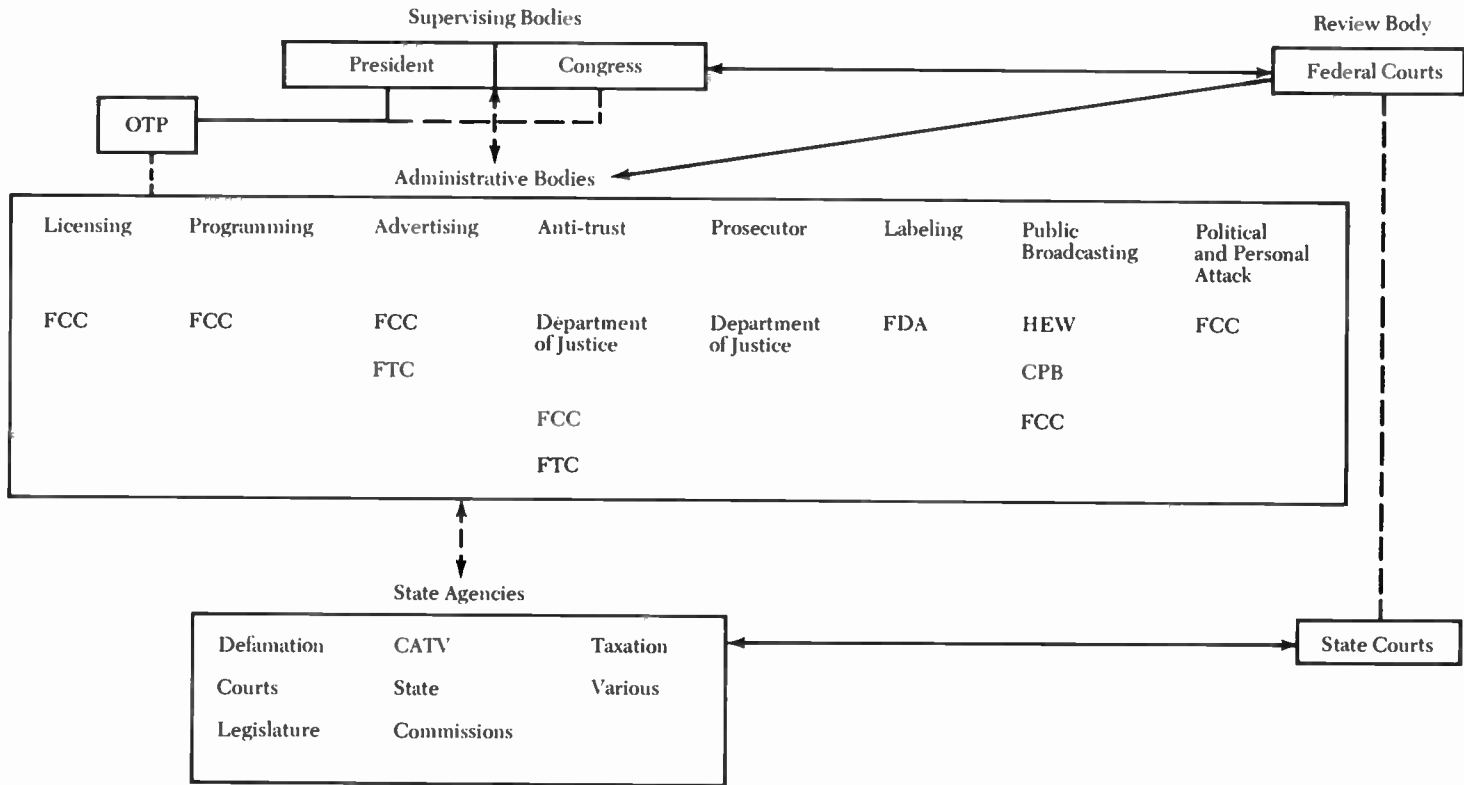 Supervising Bodies
Review Body
President
Congress
Federal Courts
OTP
Administrative Bodies
Licensing
Programming
Advertising
Anti-trust
Prosecutor
Labeling
Public
Broadcasting
Political
and Personal
Attack
FCC
FCC
FCC
FTC
Department
of Justice
FCC
FTC
Department
of Justice
FDA
HEW
CPB
FCC
FCC
State Agencies
Defamation
Courts
Legislature
CATV
State
Commissions
Taxation
Various
State Courts